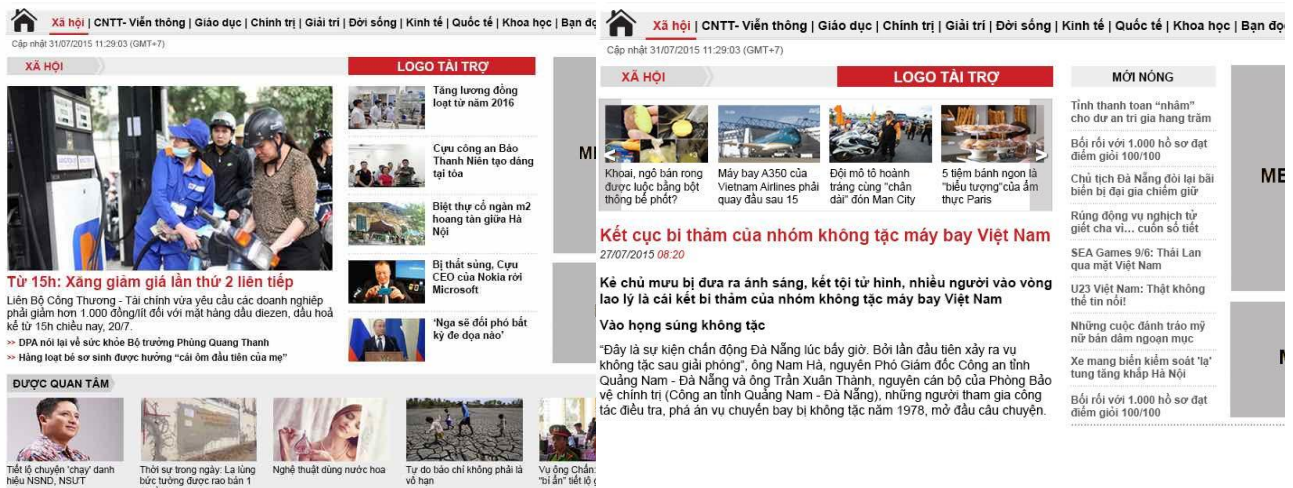 Xã hội | CNTT- Viễn thông | Giáo dục | Chính trị | Giải trí | Đời sống | Kinh tế | Quốc tế | Khoa học | Bạn đọ
Cập nhật 31/07/2015 11:29:03 (GMT+7)
XÃ HỘI
LOGO TÀI TRỢ
Tăng lương đồng
loạt từ năm 2016
Cựu công an Bảo
Thanh Niên tạo dáng
tại tòa
Biệt thự cổ ngàn m2
hoang tàn giữa Hà
Nội
Bị thất sủng, Cựu
CEO của Nokia rời
Microsoft
'Nga sẽ đối phó bất
kỳ đe dọa nào'
Từ 15h: Xăng giảm giá lần thứ 2 liên tiếp
Liên Bộ Công Thương - Tài chính vừa yêu cầu các doanh nghiệp
phải giảm hơn 1.000 đồng/lít đối với mặt hàng dầu diezen, dầu hoả
kể từ 15h chiều nay, 20/7.
>> DPA nói lại về sức khỏe Bộ trưởng Phùng Quang Thanh
>> Hàng loạt bé sơ sinh được hưởng “cái ôm đầu tiên của mẹ”
ĐƯỢC QUAN TÂM
Tiết lộ chuyện 'chạy' danh
hiệu NSND, NSƯT
Thời sự trong ngày: Lạ lùng
bức tường được rao bán 1
Nghệ thuật dùng nước hoa
Tự do báo chí không phải là
vô hạn
Vụ ông Chấn:
"bí ẩn" tiết lộ
Xã hội | CNTT- Viễn thông | Giáo dục | Chính trị | Giải trí | Đời sống | Kinh tế | Quốc tế | Khoa học | Bạn đọ
Cập nhật 31/07/2015 11:29:03 (GMT+7)
XÃ HỘI
LOGO TÀI TRỢ
Khoai, ngô bán rong
được luộc bằng bột
thông bể phốt?
Máy bay A350 của
Vietnam Airlines phải
quay đầu sau 15
Đội mô tô hoành
tráng cùng "chân
dài" đón Man City
5 tiệm bánh ngon là
"biểu tượng"của ẩm
thực Paris
Kết cục bi thảm của nhóm không tặc máy bay Việt Nam
27/07/2015 08:20
Kẻ chủ mưu bị đưa ra ánh sáng, kết tội tử hình, nhiều người vào vòng
lao lý là cái kết bi thảm của nhóm không tặc máy bay Việt Nam
Vào họng súng không tặc
“Đây là sự kiện chấn động Đà Nẵng lúc bấy giờ. Bởi lần đầu tiên xảy ra vụ
không tặc sau giải phóng”, ông Nam Hà, nguyên Phó Giám đốc Công an tỉnh
Quảng Nam - Đà Nẵng và ông Trần Xuân Thành, nguyên cán bộ của Phòng Bảo
vệ chính trị (Công an tỉnh Quảng Nam - Đà Nẵng), những người tham gia công
tác điều tra, phá án vụ chuyến bay bị không tặc năm 1978, mở đầu câu chuyện.
MỚI NÓNG
Tỉnh thanh toan “nhầm”
cho dư an tri gia hang trăm
Bối rối với 1.000 hồ sơ đạt
điểm giỏi 100/100
Chủ tịch Đà Nẵng đòi lại bãi
biển bị đại gia chiếm giữ
Rúng động vụ nghịch tử
giết cha vì... cuốn sổ tiết
SEA Games 9/6: Thái Lan
qua mặt Việt Nam
U23 Việt Nam: Thật không
thể tin nổi!
Những cuộc đánh tráo mỹ
nữ bán dâm ngoạn mục
Xe mang biển kiểm soát 'lạ'
tung tăng khắp Hà Nội
Bối rối với 1.000 hồ sơ đạt
điểm giỏi 100/100